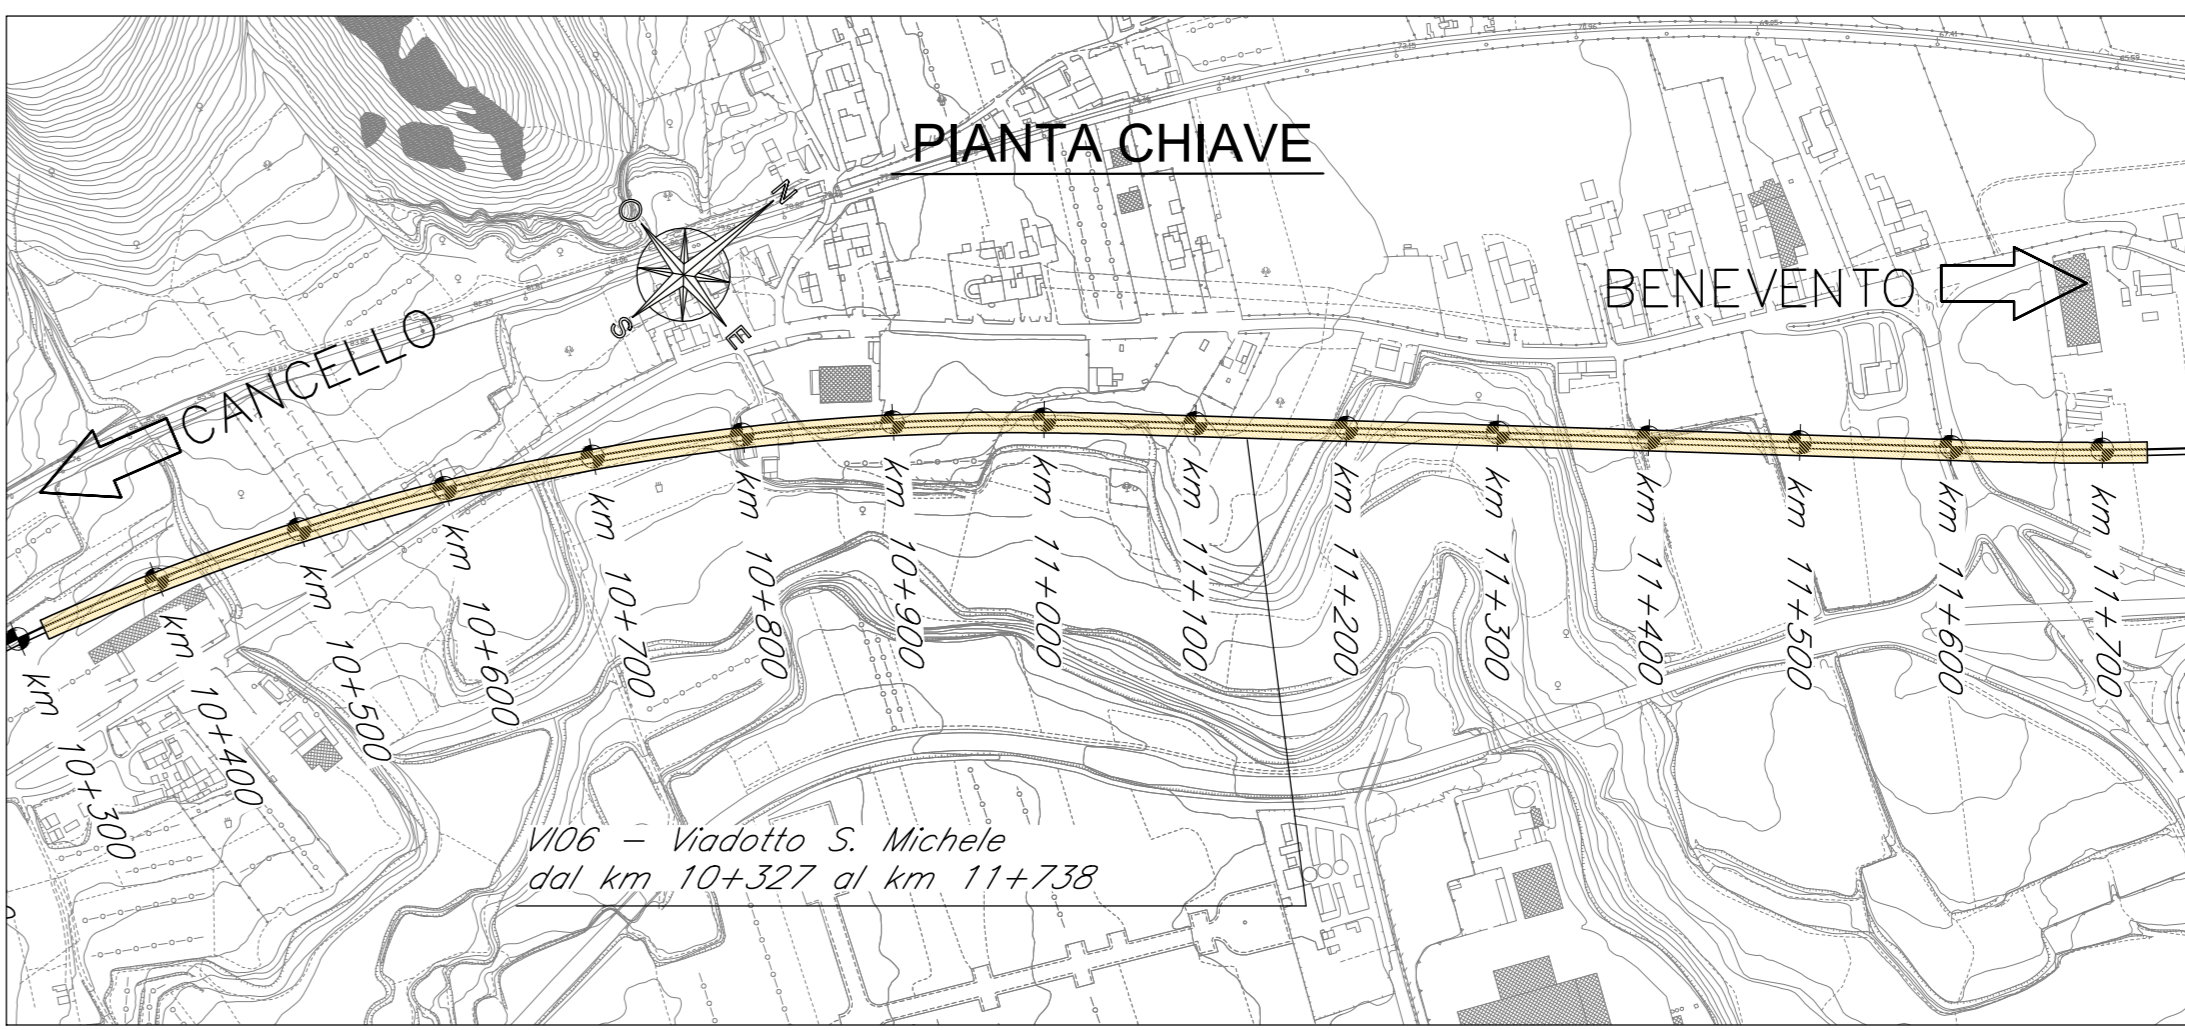 PIANTA CHIAVE
N
O
S
E
CANCELLO
BENEVENTO
km 10+300
km 10+400
km 10+500
km 10+600
km 10+700
km 10+800
km 10+900
km 11+000
km 11+100
km 11+200
km 11+300
km 11+400
km 11+500
km 11+600
km 11+700
VI06 – Viadotto S. Michele
dal km 10+327 al km 11+738